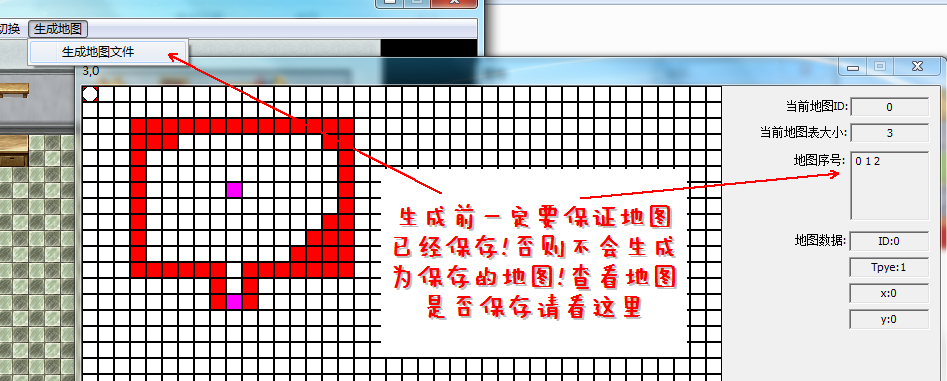 切换 生成地图
生成地图文件
3,0
当前地图ID: 0
当前地图表大小: 3
地图序号: 0 1 2
生成前一定要保证地图
已经保存!否则不会生成
为保存的地图!查看地图
是否保存请看这里
地图数据: ID:0
Tpye:1
x:0
y:0